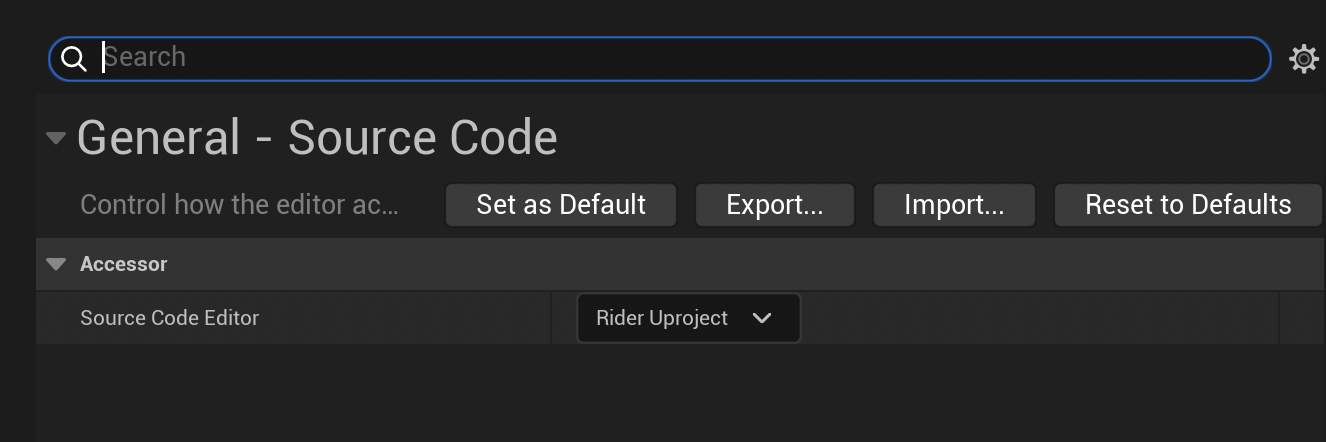 Search
General - Source Code
Control how the editor ac...
Set as Default
Export...
Import...
Reset to Defaults
Accessor
Source Code Editor
Rider Uproject